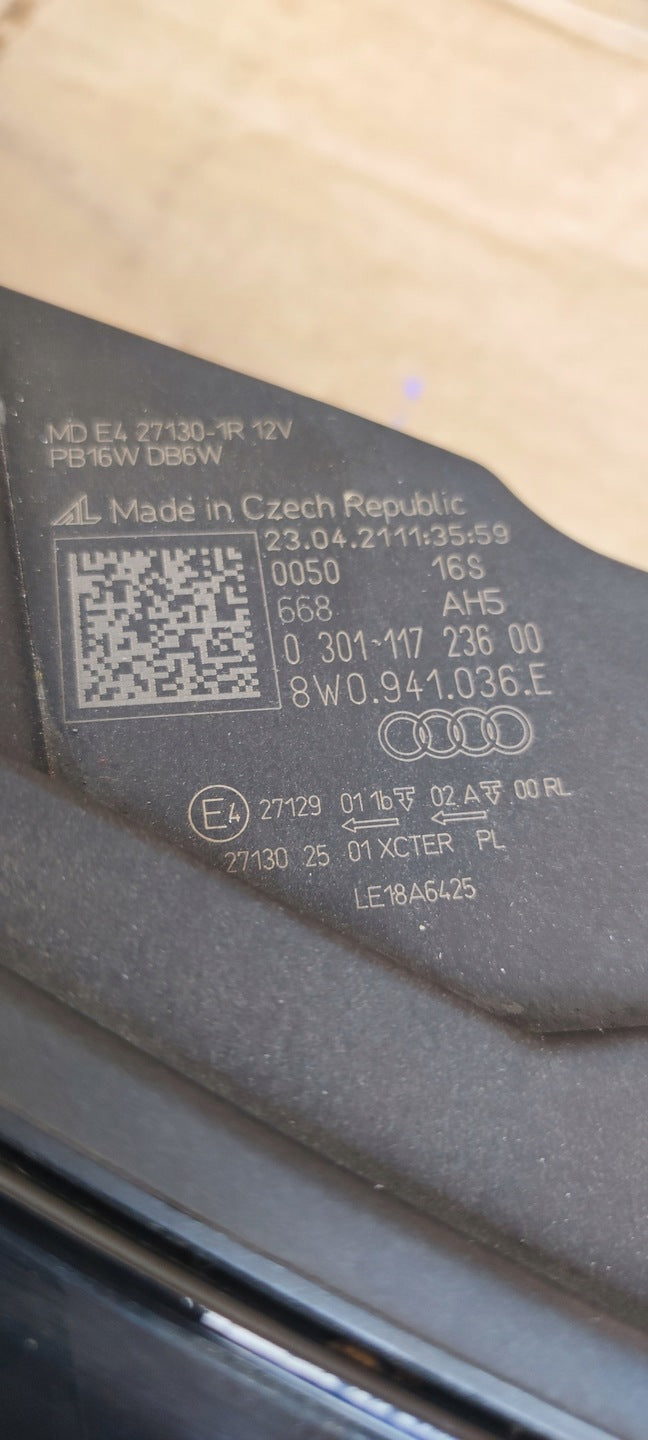 MD E4 27130-1R 12V
PB16W DB6W
AL Made in Czech Republic
23.04.2111:35:59
0050 16S
668 AH5
0 301-117 236 00
8W0.941.036.E
E4 27129 01 1b 02 A 00 RL
27130 25 01 XCTER PL
LE18A6425